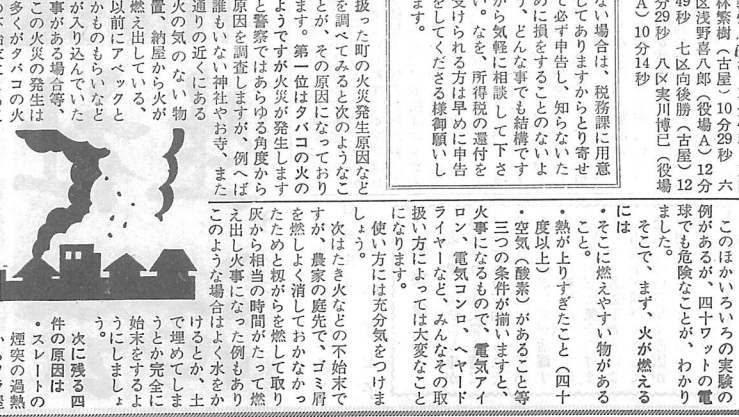 林繁樹（古屋）10分29秒　六
区浅野喜八郎（役場A）12分
49秒　七区向後勝（古屋）12
分29秒　八区実川博已（役場
A）10分14秒
ない場合は、税務課に用意
してありますからとり寄せ
て必ず申告し、知らないた
めに損をすることのないよ
う、どんな事でも結構です
から気軽に相談して下さ
い。なを、所得税の還付を
受けられる方は早めに申告
をしてくださる様御願いし
ます。
扱った町の火災発生原因など
を調べてみると次のようなこ
とが、その原因になっており
ます。第一位はタバコの火の
ようですが火災が発生します
と警察ではあらゆる角度から
原因を調査しますが、例へば
誰もいない神社やお寺、また
通りの近くにある
火の気のない物
置、納屋から火が
燃え出している、
以前にアベックと
かものもらいなど
が入り込んでいた
事がある場合等、
この火災の発生は
多くがタバコの火
このほかいろいろの実験の
例があるが、四十ワットの電
球でも危険なことが、わかり
ました。
そこで、まず、火が燃える
には
・そこに燃えやすい物がある
こと。
・熱が上りすぎたこと（四十
度以上）
・空気（酸素）があること等
三つの条件が揃いますと、
火事になるもので、電気アイ
ロン、電気コンロ、ヘヤード
ライヤーなど、みんなその取
扱い方によっては大変なこと
になります。
使い方には充分気をつけま
しょう。
次はたき火などの不始末で
すが、農家の庭先で、ゴミ屑
を燃しよく消しておかなかっ
たためと籾がらを燃して取り
灰から相当の時間がたって燃
え出し火事になった例もあり
このような場合はよく水をか
けるとか、土
で埋めてしま
うとか完全に
始末をするよ
うにしましょ
う。
次に残る四
件の原因は
・スレートの
煙突の過熱